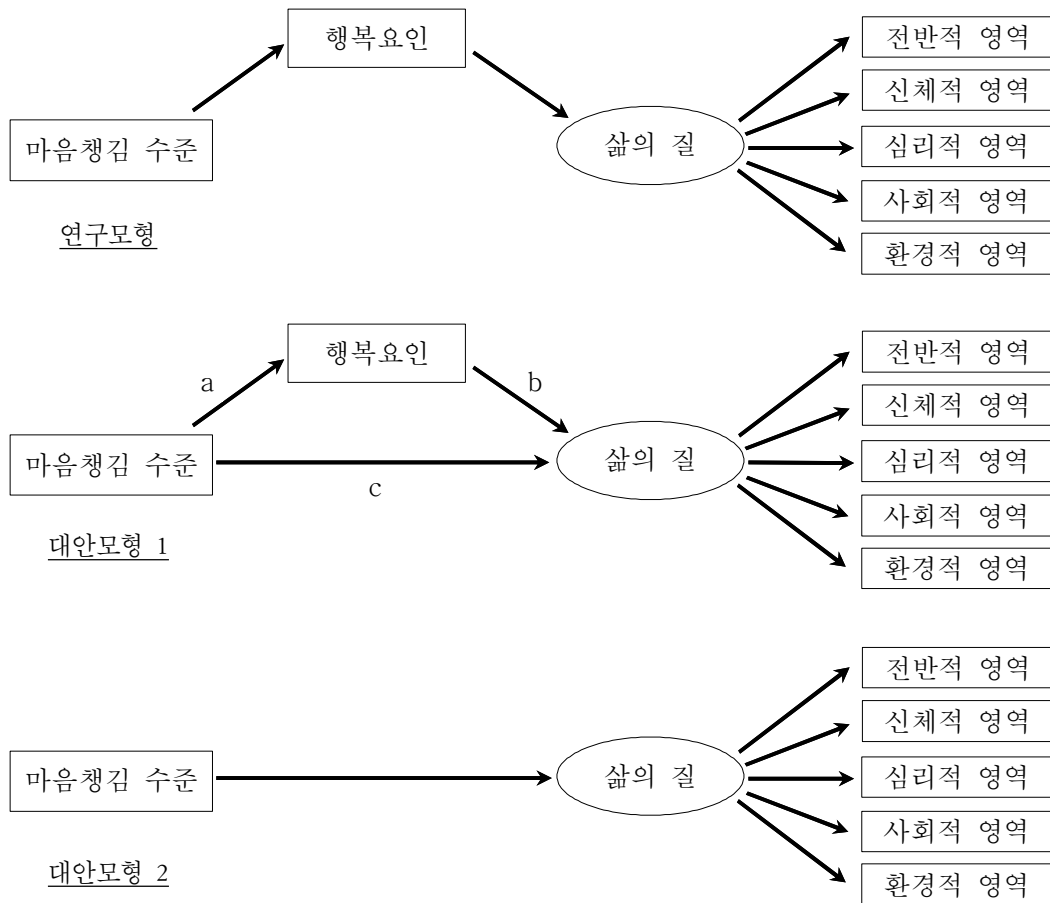 행복요인
마음챙김 수준
삶의 질
전반적 영역
신체적 영역
심리적 영역
사회적 영역
환경적 영역
연구모형
행복요인
a
b
마음챙김 수준
c
삶의 질
전반적 영역
신체적 영역
심리적 영역
사회적 영역
환경적 영역
대안모형 1
마음챙김 수준
삶의 질
전반적 영역
신체적 영역
심리적 영역
사회적 영역
환경적 영역
대안모형 2